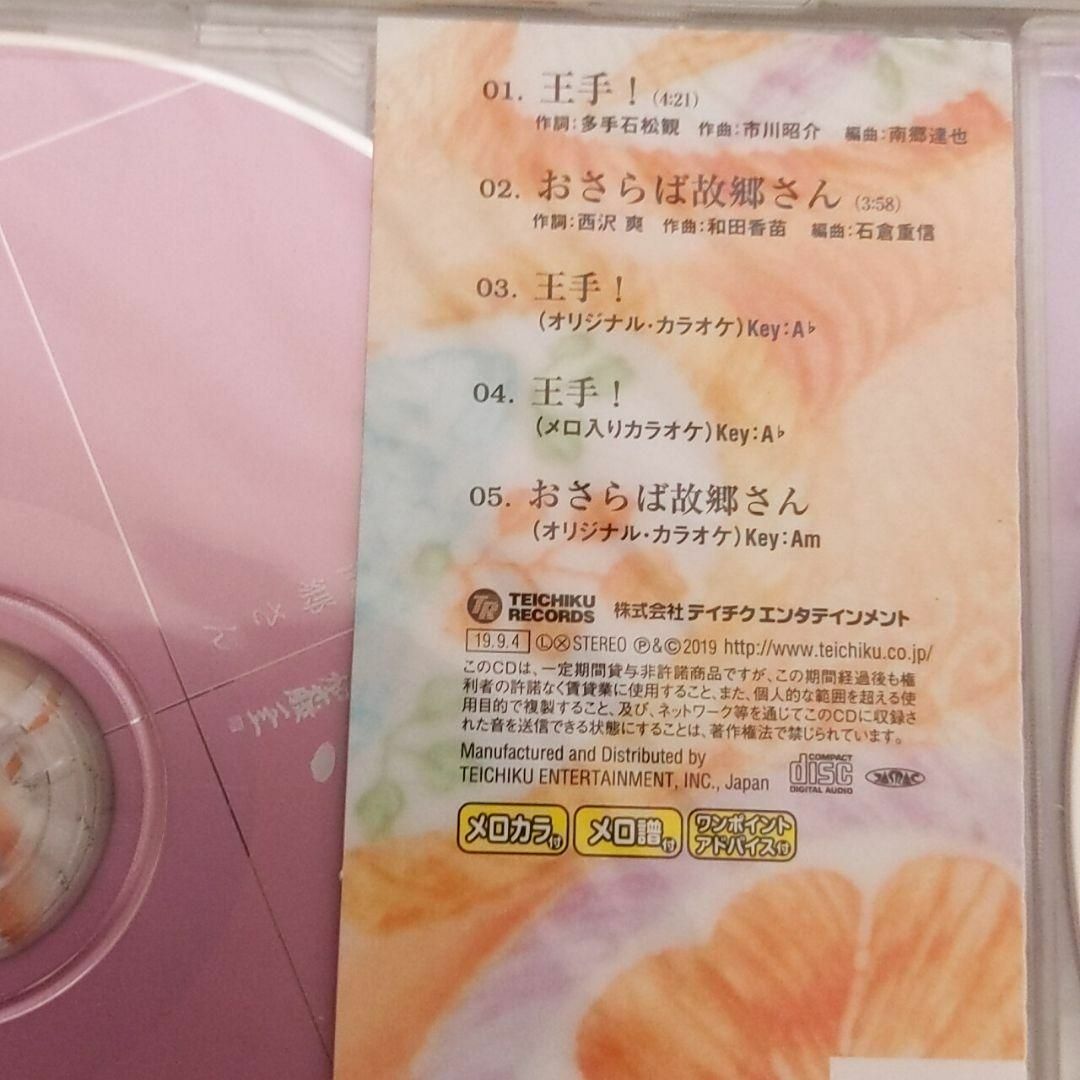 01. 王手！(4:21)
作詞：多手石松観 作曲：市川昭介 編曲：南郷達也
02. おさらば故郷さん (3:58)
作詞：西沢 爽 作曲：和田香苗 編曲：石倉重信
03. 王手！
(オリジナル・カラオケ) Key：A♭
04. 王手！
(メロ入りカラオケ) Key：A♭
05. おさらば故郷さん
(オリジナル・カラオケ) Key：Am
TR TEICHIKU RECORDS 株式会社テイチクエンタテインメント
19.9.4 Ⓛ Ⓧ STEREO Ⓟ&©2019 http://www.teichiku.co.jp/
このCDは、一定期間貸与非許諾商品ですが、この期間経過後も権
利者の許諾なく賃貸業に使用すること、また、個人的な範囲を超える使
用目的で複製すること、及び、ネットワーク等を通じてこのCDに収録さ
れた音を送信できる状態にすることは、著作権法で禁じられています。
Manufactured and Distributed by
TEICHIKU ENTERTAINMENT, INC., Japan
COMPACT disc DIGITAL AUDIO JASRAC
メロカラ付 メロ譜付 ワンポイントアドバイス付
郷さん